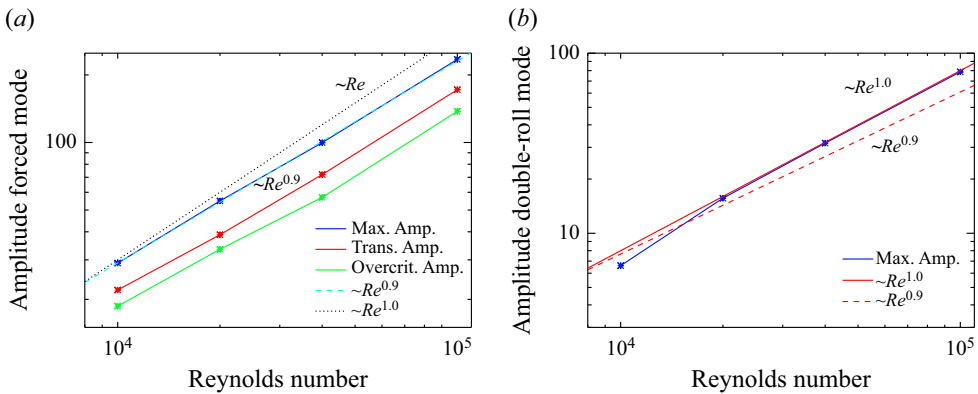 (a)
Amplitude forced mode
100
~Re
~Re^0.9
Max. Amp.
Trans. Amp.
Overcrit. Amp.
~Re^0.9
~Re^1.0
10^4
10^5
Reynolds number
(b)
Amplitude double-roll mode
100
10
~Re^1.0
~Re^0.9
Max. Amp.
~Re^1.0
~Re^0.9
10^4
10^5
Reynolds number